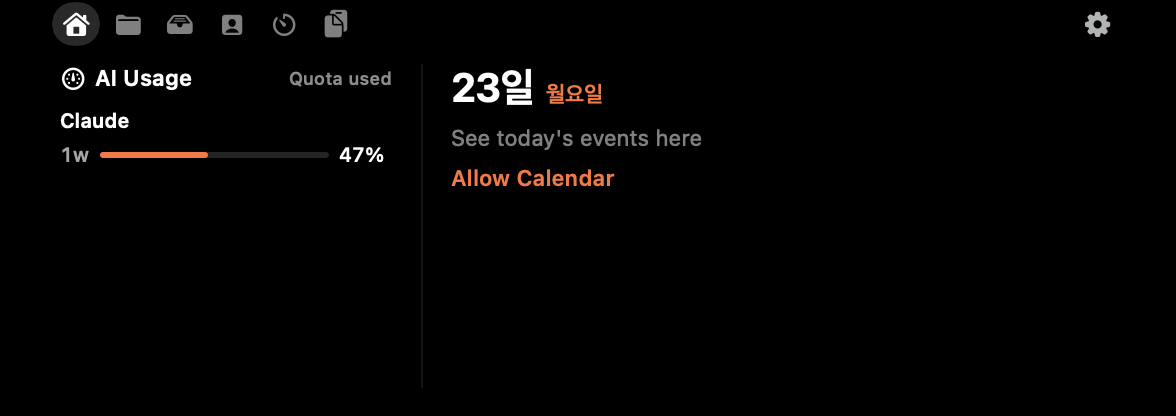 AI Usage
Quota used
Claude
1w
47%
23일 월요일
See today's events here
Allow Calendar